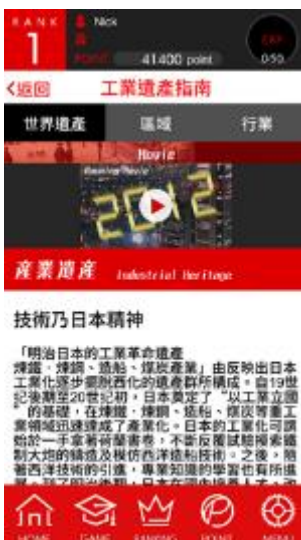 RANK
1
Nick
41400 point
EXP
0:50
<返回
工業遺產指南
世界遺產
區域
行業
Movie
2012
産業遺産
Industrial Heritage
技術乃日本精神
「明治日本的工業革命遺產
煉鐵・煉鋼、造船、煤炭產業」由反映出日本
工業化逐步擺脫西化的遺產群所構成。自19世
紀後期至20世紀初，日本奠定了“以工業立國
”的基礎，在煉鐵・煉鋼、造船、煤炭等重工
業領域迅速達成了產業化。日本的工業化可謂
始於一手拿著荷蘭書卷，不斷反覆試驗摸索鐵
制大炮的鑄造及模仿西洋船舶技術。之後，隨
著西洋技術的引進，專業知識的學習也有所進
HOME
GAME
RANKING
POINT
MENU